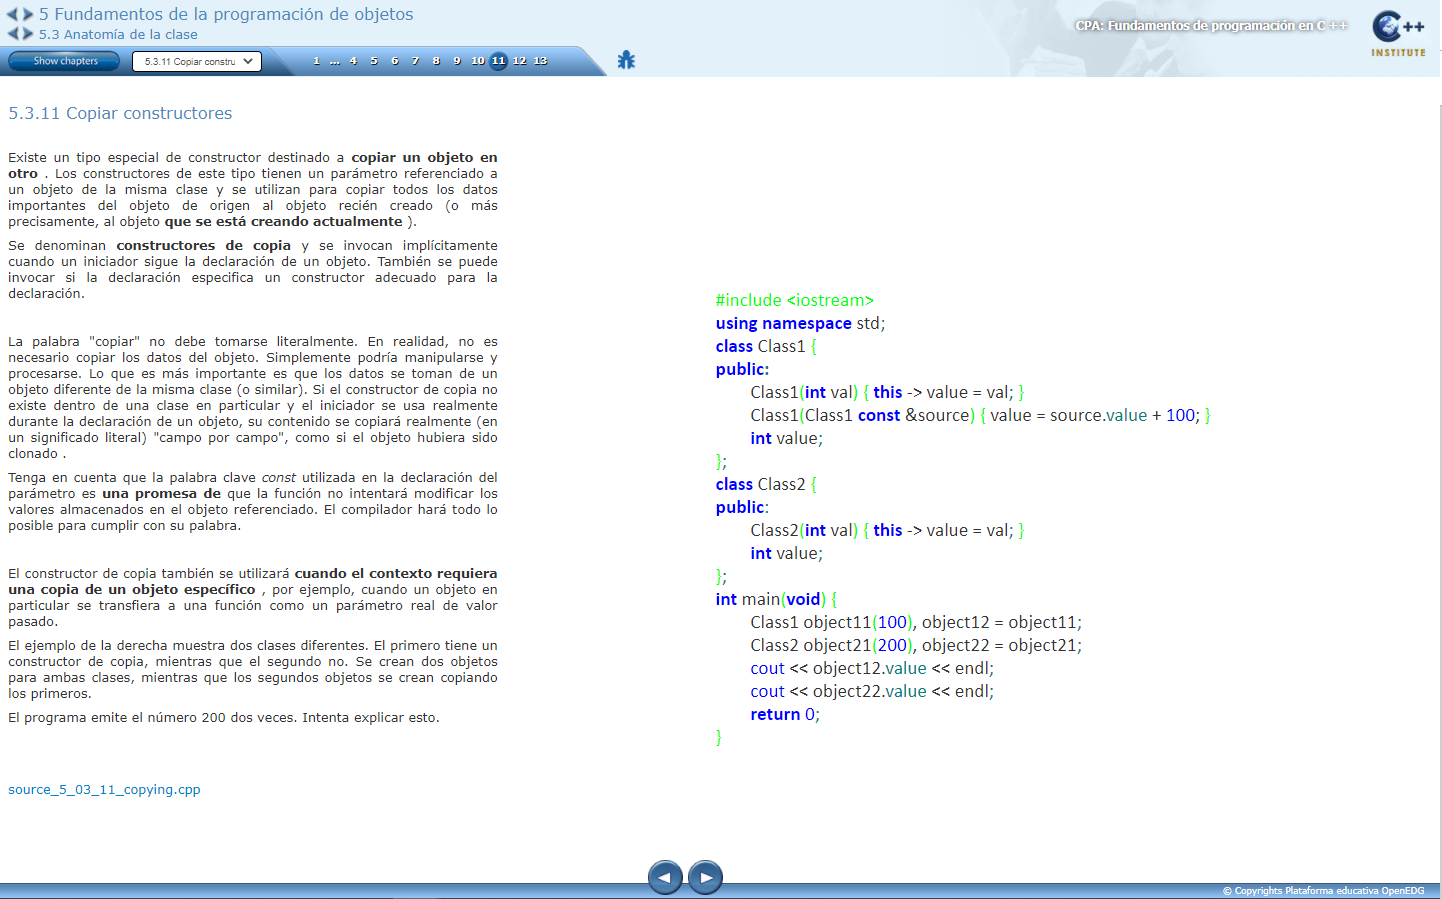 5 Fundamentos de la programación de objetos
5.3 Anatomía de la clase
CPA: Fundamentos de programación en C ++
C++
INSTITUTE
Show chapters
5.3.11 Copiar constru
1 ... 4 5 6 7 8 9 10 11 12 13
5.3.11 Copiar constructores
Existe un tipo especial de constructor destinado a copiar un objeto en
otro . Los constructores de este tipo tienen un parámetro referenciado a
un objeto de la misma clase y se utilizan para copiar todos los datos
importantes del objeto de origen al objeto recién creado (o más
precisamente, al objeto que se está creando actualmente ).
Se denominan constructores de copia y se invocan implícitamente
cuando un iniciador sigue la declaración de un objeto. También se puede
invocar si la declaración especifica un constructor adecuado para la
declaración.
La palabra "copiar" no debe tomarse literalmente. En realidad, no es
necesario copiar los datos del objeto. Simplemente podría manipularse y
procesarse. Lo que es más importante es que los datos se toman de un
objeto diferente de la misma clase (o similar). Si el constructor de copia no
existe dentro de una clase en particular y el iniciador se usa realmente
durante la declaración de un objeto, su contenido se copiará realmente (en
un significado literal) "campo por campo", como si el objeto hubiera sido
clonado .
Tenga en cuenta que la palabra clave const utilizada en la declaración del
parámetro es una promesa de que la función no intentará modificar los
valores almacenados en el objeto referenciado. El compilador hará todo lo
posible para cumplir con su palabra.
El constructor de copia también se utilizará cuando el contexto requiera
una copia de un objeto específico , por ejemplo, cuando un objeto en
particular se transfiera a una función como un parámetro real de valor
pasado.
El ejemplo de la derecha muestra dos clases diferentes. El primero tiene un
constructor de copia, mientras que el segundo no. Se crean dos objetos
para ambas clases, mientras que los segundos objetos se crean copiando
los primeros.
El programa emite el número 200 dos veces. Intenta explicar esto.
source_5_03_11_copying.cpp
#include <iostream>
using namespace std;
class Class1 {
public:
Class1(int val) { this -> value = val; }
Class1(Class1 const &source) { value = source.value + 100; }
int value;
};
class Class2 {
public:
Class2(int val) { this -> value = val; }
int value;
};
int main(void) {
Class1 object11(100), object12 = object11;
Class2 object21(200), object22 = object21;
cout << object12.value << endl;
cout << object22.value << endl;
return 0;
}
© Copyrights Plataforma educativa OpenEDG